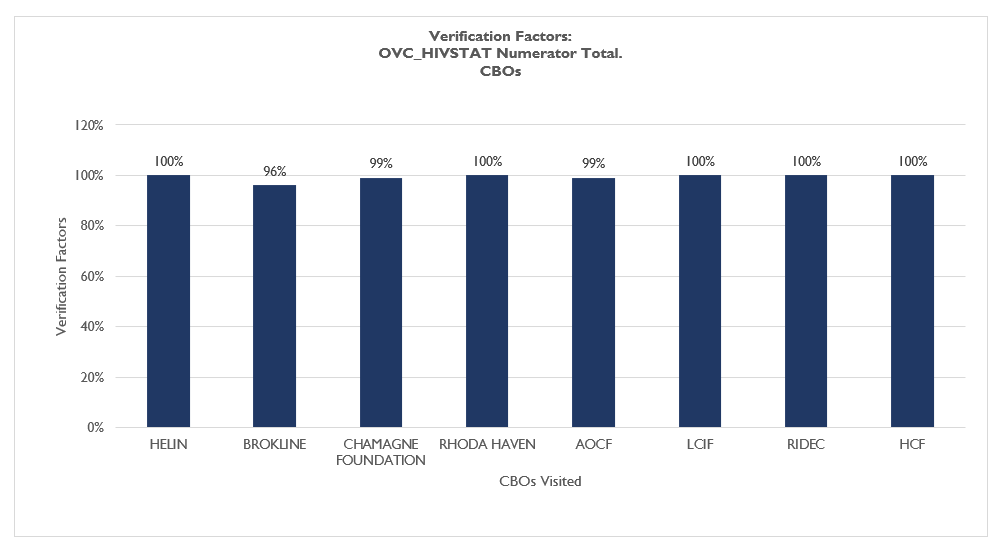 Verification Factors:
OVC_HIVSTAT Numerator Total.
CBOs
120%
100%
80%
60%
40%
20%
0%
Verification Factors
100%
96%
99%
100%
99%
100%
100%
100%
HELIN
BROKLINE
CHAMAGNE
FOUNDATION
RHODA HAVEN
AOCF
LCIF
RIDEC
HCF
CBOs Visited